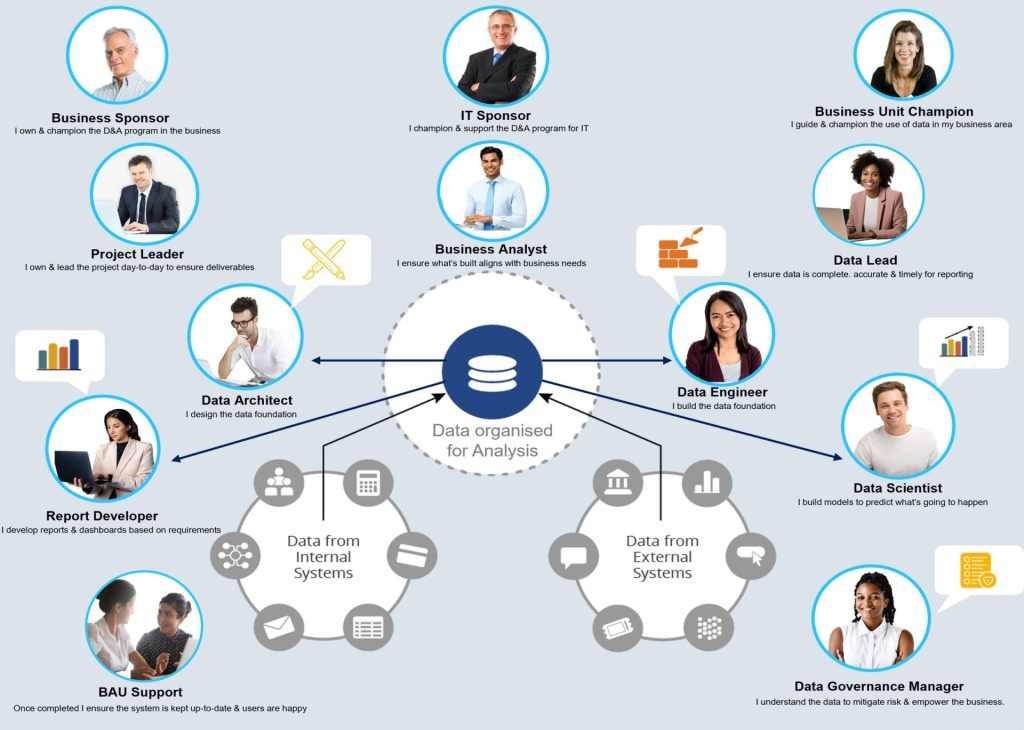 Business Sponsor
I own & champion the D&A program in the business
IT Sponsor
I champion & support the D&A program for IT
Business Unit Champion
I guide & champion the use of data in my business area
Project Leader
I own & lead the project day-to-day to ensure deliverables
Business Analyst
I ensure what's built aligns with business needs
Data Lead
I ensure data is complete. accurate & timely for reporting
Data Architect
I design the data foundation
Data Engineer
I build the data foundation
Data organised
for Analysis
Report Developer
I develop reports & dashboards based on requirements
Data Scientist
I build models to predict what's going to happen
Data from
Internal
Systems
Data from
External
Systems
BAU Support
Once completed I ensure the system is kept up-to-date & users are happy
Data Governance Manager
I understand the data to mitigate risk & empower the business.